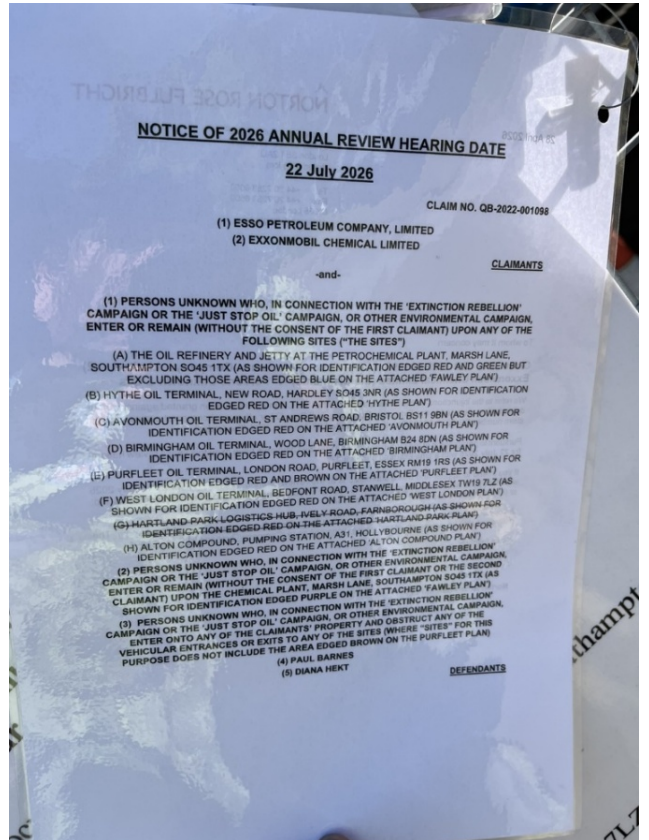 NORTON ROSE FULBRIGHT
28 April 2026
NOTICE OF 2026 ANNUAL REVIEW HEARING DATE
22 July 2026
CLAIM NO. QB-2022-001098
(1) ESSO PETROLEUM COMPANY, LIMITED
(2) EXXONMOBIL CHEMICAL LIMITED
CLAIMANTS
-and-
(1) PERSONS UNKNOWN WHO, IN CONNECTION WITH THE 'EXTINCTION REBELLION'
CAMPAIGN OR THE 'JUST STOP OIL' CAMPAIGN, OR OTHER ENVIRONMENTAL CAMPAIGN,
ENTER OR REMAIN (WITHOUT THE CONSENT OF THE FIRST CLAIMANT) UPON ANY OF THE
FOLLOWING SITES ("THE SITES")
(A) THE OIL REFINERY AND JETTY AT THE PETROCHEMICAL PLANT, MARSH LANE,
SOUTHAMPTON SO45 1TX (AS SHOWN FOR IDENTIFICATION EDGED RED AND GREEN BUT
EXCLUDING THOSE AREAS EDGED BLUE ON THE ATTACHED 'FAWLEY PLAN')
(B) HYTHE OIL TERMINAL, NEW ROAD, HARDLEY SO45 3NR (AS SHOWN FOR IDENTIFICATION
EDGED RED ON THE ATTACHED 'HYTHE PLAN')
(C) AVONMOUTH OIL TERMINAL, ST ANDREWS ROAD, BRISTOL BS11 9BN (AS SHOWN FOR
IDENTIFICATION EDGED RED ON THE ATTACHED 'AVONMOUTH PLAN')
(D) BIRMINGHAM OIL TERMINAL, WOOD LANE, BIRMINGHAM B24 8DN (AS SHOWN FOR
IDENTIFICATION EDGED RED ON THE ATTACHED 'BIRMINGHAM PLAN')
(E) PURFLEET OIL TERMINAL, LONDON ROAD, PURFLEET, ESSEX RM19 1RS (AS SHOWN FOR
IDENTIFICATION EDGED RED AND BROWN ON THE ATTACHED 'PURFLEET PLAN')
(F) WEST LONDON OIL TERMINAL, BEDFONT ROAD, STANWELL, MIDDLESEX TW19 7LZ (AS
SHOWN FOR IDENTIFICATION EDGED RED ON THE ATTACHED 'WEST LONDON PLAN')
(G) HARTLAND PARK LOGISTICS HUB, IVELY ROAD, FARNBOROUGH (AS SHOWN FOR
IDENTIFICATION EDGED RED ON THE ATTACHED 'HARTLAND PARK PLAN')
(H) ALTON COMPOUND, PUMPING STATION, A31, HOLLYBOURNE (AS SHOWN FOR
IDENTIFICATION EDGED RED ON THE ATTACHED 'ALTON COMPOUND PLAN')
(2) PERSONS UNKNOWN WHO, IN CONNECTION WITH THE 'EXTINCTION REBELLION'
CAMPAIGN OR THE 'JUST STOP OIL' CAMPAIGN, OR OTHER ENVIRONMENTAL CAMPAIGN,
ENTER OR REMAIN (WITHOUT THE CONSENT OF THE FIRST CLAIMANT OR THE SECOND
CLAIMANT) UPON THE CHEMICAL PLANT, MARSH LANE, SOUTHAMPTON SO45 1TX (AS
SHOWN FOR IDENTIFICATION EDGED PURPLE ON THE ATTACHED 'FAWLEY PLAN')
(3) PERSONS UNKNOWN WHO, IN CONNECTION WITH THE 'EXTINCTION REBELLION'
CAMPAIGN OR THE 'JUST STOP OIL' CAMPAIGN, OR OTHER ENVIRONMENTAL CAMPAIGN,
ENTER ONTO ANY OF THE CLAIMANTS' PROPERTY AND OBSTRUCT ANY OF THE
VEHICULAR ENTRANCES OR EXITS TO ANY OF THE SITES (WHERE "SITES" FOR THIS
PURPOSE DOES NOT INCLUDE THE AREA EDGED BROWN ON THE PURFLEET PLAN)
(4) PAUL BARNES
(5) DIANA HEKT
DEFENDANTS
thampt
7LZ